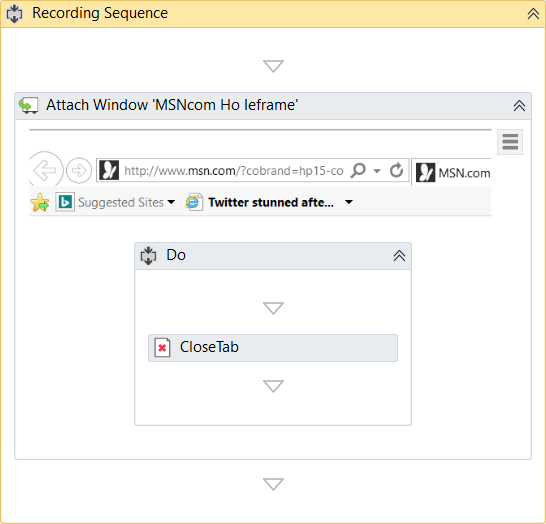 Recording Sequence
Attach Window 'MSNcom Ho Ieframe'
http://www.msn.com/?cobrand=hp15-co
MSN.com
Suggested Sites
Twitter stunned afte...
Do
CloseTab